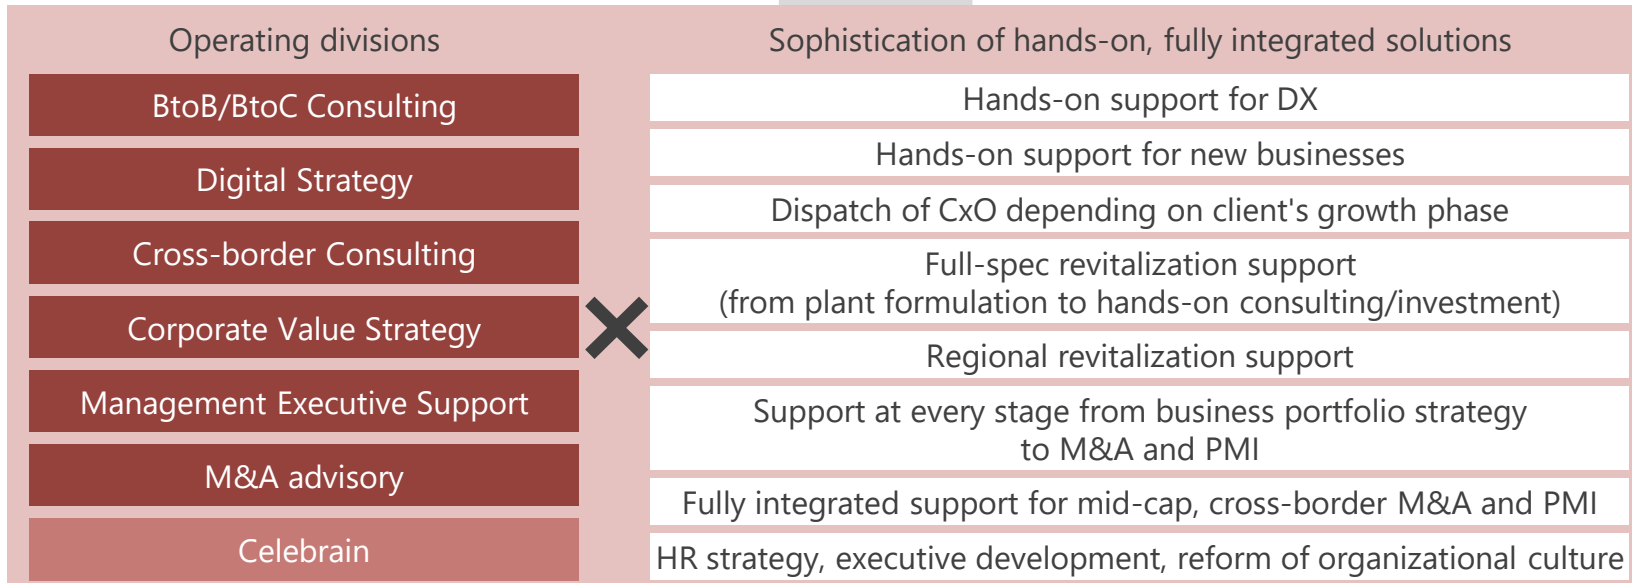 Operating divisions
BtoB/BtoC Consulting
Digital Strategy
Cross-border Consulting
Corporate Value Strategy
Management Executive Support
M&A advisory
Celebrain
Sophistication of hands-on, fully integrated solutions
Hands-on support for DX
Hands-on support for new businesses
Dispatch of CxO depending on client's growth phase
Full-spec revitalization support
(from plant formulation to hands-on consulting/investment)
Regional revitalization support
Support at every stage from business portfolio strategy
to M&A and PMI
Fully integrated support for mid-cap, cross-border M&A and PMI
HR strategy, executive development, reform of organizational culture